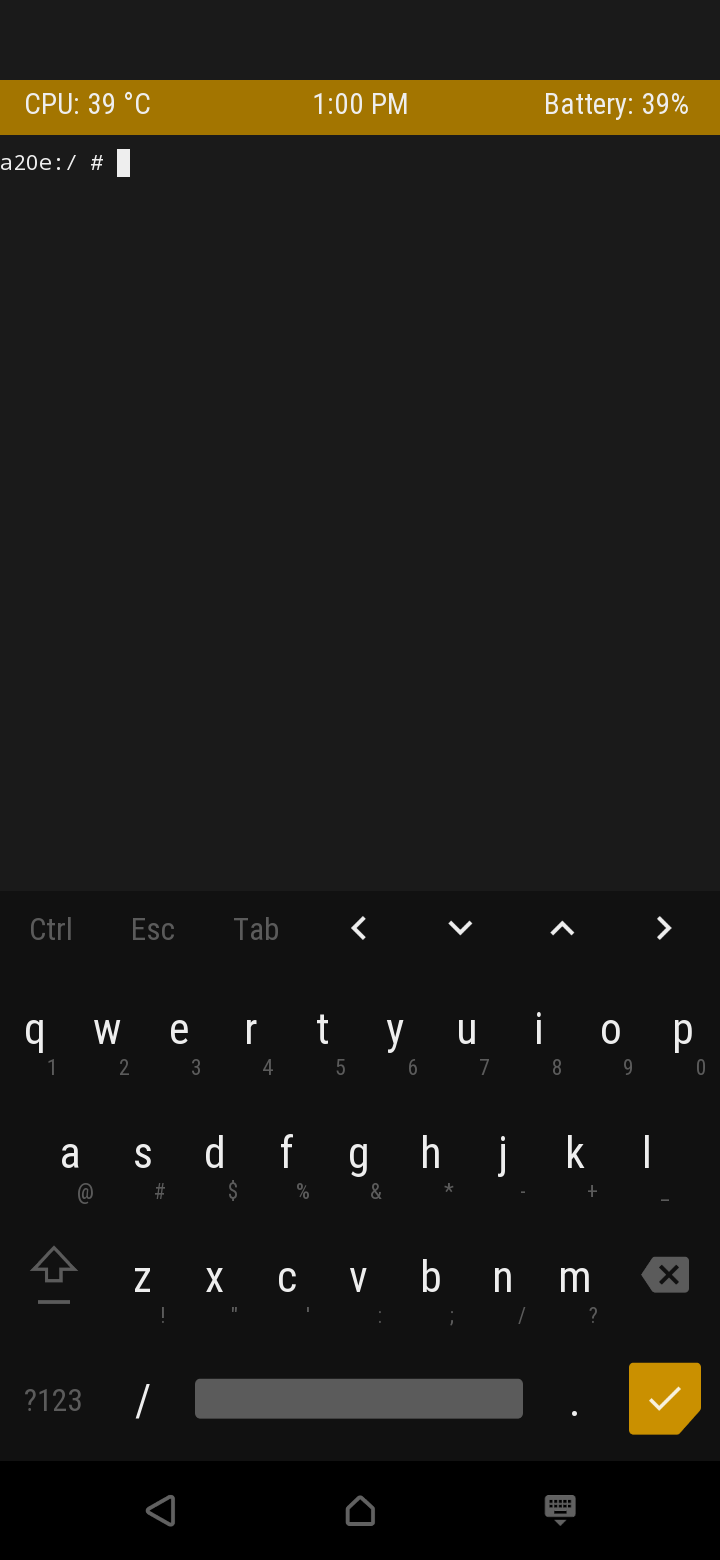 CPU: 39 °C 1:00 PM Battery: 39%
a20e:/ #
Ctrl Esc Tab
q w e r t y u i o p
1 2 3 4 5 6 7 8 9 0
a s d f g h j k l
@ # $ % & * - + _
z x c v b n m
! " ' : ; / ?
?123 / .